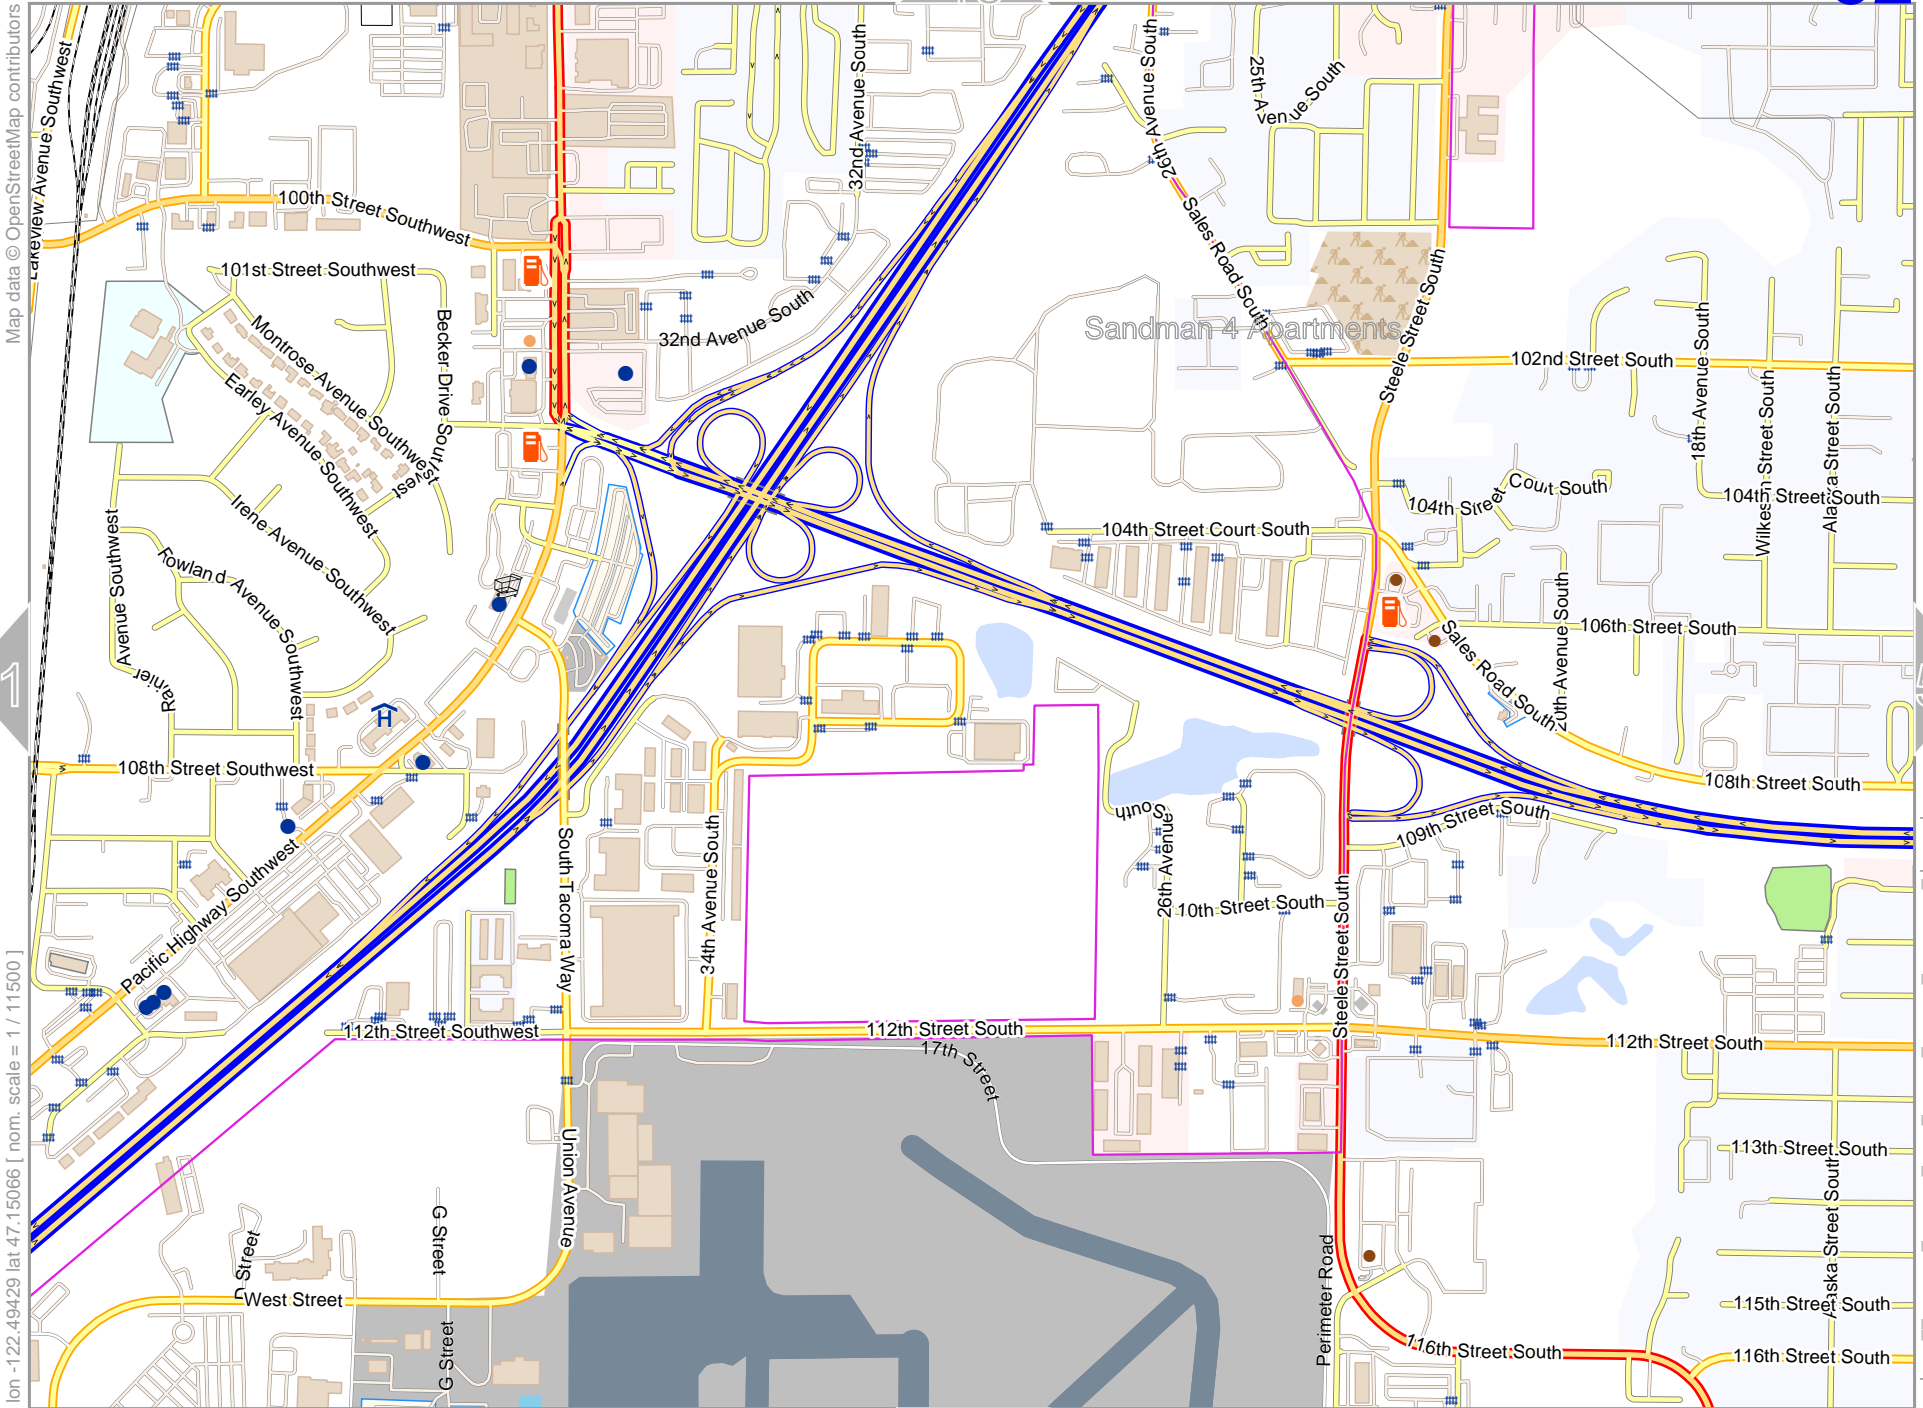 Map data © OpenStreetMap contributors
lon -122.49429 lat 47.15066 [ nom. scale = 1 / 11500 ]
1
Lakeview Avenue Southwest
100th Street Southwest
101st Street Southwest
Montrose Avenue Southwest
Earley Avenue Southwest
Becker Drive Southwest
Irene Avenue Southwest
Rowland Avenue Southwest
Rainier Avenue Southwest
108th Street Southwest
Pacific Highway Southwest
112th Street Southwest
H
32nd Avenue South
32nd Avenue South
26th Avenue South
26th
25th Avenue South
Sales Road South
Sandman 4 Apartments
Steele Street South
102nd Street South
18th Avenue South
Wilkeson Street South
Alaska Street South
104th Street Court South
104th Street Court South
104th Street South
106th Street South
20th Avenue South
Sales Road South
108th Street South
109th Street South
26th Avenue South
10th Street South
Steele Street South
South Tacoma Way
34th Avenue South
112th Street South
112th Street South
17th Street
Union Avenue
113th Street South
Alaska Street South
115th Street South
116th Street South
116th Street South
Perimeter Road
D Street
G Street
G Street
West Street